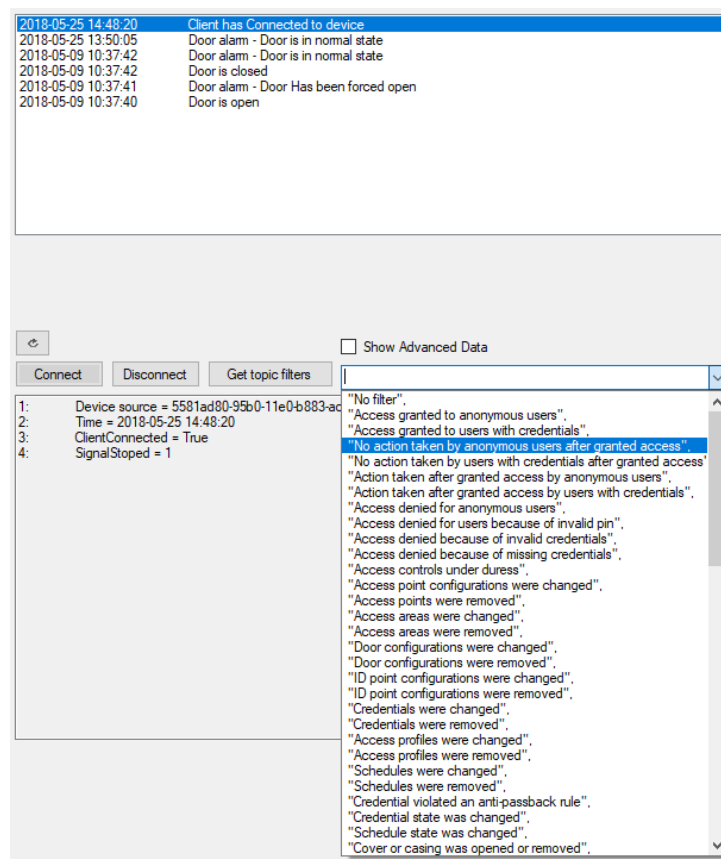 2018-05-25 14:48:20 Client has Connected to device
2018-05-25 13:50:05 Door alarm - Door is in normal state
2018-05-09 10:37:42 Door alarm - Door is in normal state
2018-05-09 10:37:42 Door is closed
2018-05-09 10:37:41 Door alarm - Door Has been forced open
2018-05-09 10:37:40 Door is open
Show Advanced Data
Connect Disconnect Get topic filters
1: Device source = 5581ad80-95b0-11e0-b883-ac
2: Time = 2018-05-25 14:48:20
3: ClientConnected = True
4: SignalStoped = 1
"No filter",
"Access granted to anonymous users",
"Access granted to users with credentials",
"No action taken by anonymous users after granted access",
"No action taken by users with credentials after granted access"
"Action taken after granted access by anonymous users",
"Action taken after granted access by users with credentials",
"Access denied for anonymous users",
"Access denied for users because of invalid pin",
"Access denied because of invalid credentials",
"Access denied because of missing credentials",
"Access controls under duress",
"Access point configurations were changed",
"Access points were removed",
"Access areas were changed",
"Access areas were removed",
"Door configurations were changed",
"Door configurations were removed",
"ID point configurations were changed",
"ID point configurations were removed",
"Credentials were changed",
"Credentials were removed",
"Access profiles were changed",
"Access profiles were removed",
"Schedules were changed",
"Schedules were removed",
"Credential violated an anti-passback rule",
"Credential state was changed",
"Schedule state was changed",
"Cover or casing was opened or removed",